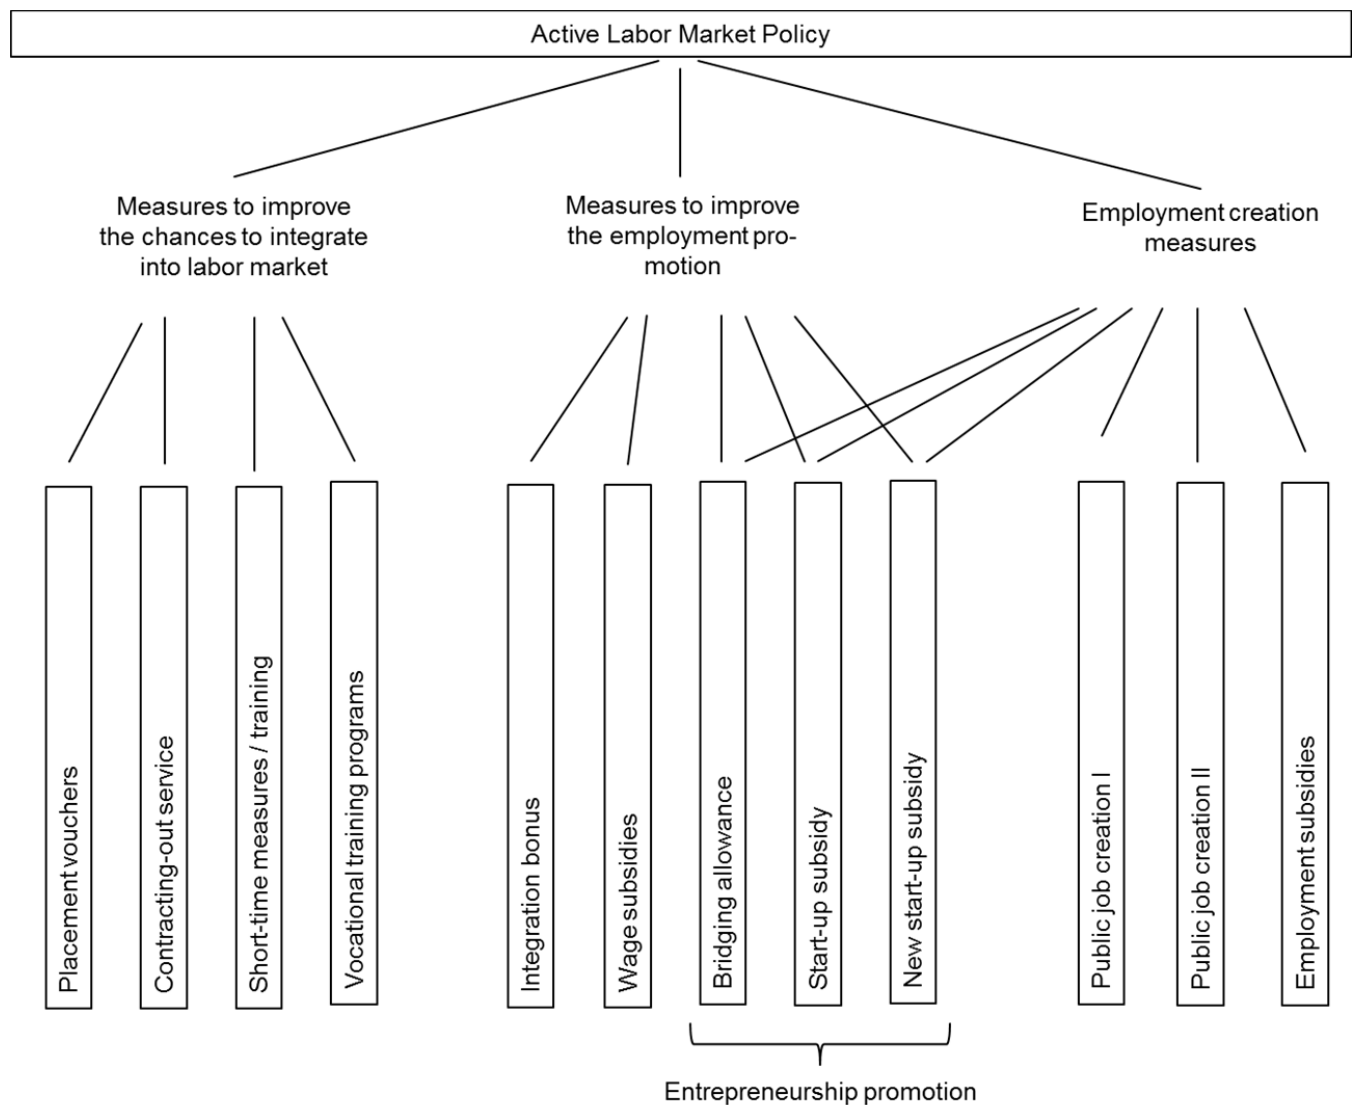 Active Labor Market Policy
Measures to improve
the chances to integrate
into labor market
Measures to improve
the employment pro-
motion
Employment creation
measures
Placement vouchers
Contracting-out service
Short-time measures / training
Vocational training programs
Integration bonus
Wage subsidies
Bridging allowance
Start-up subsidy
New start-up subsidy
Public job creation I
Public job creation II
Employment subsidies
Entrepreneurship promotion